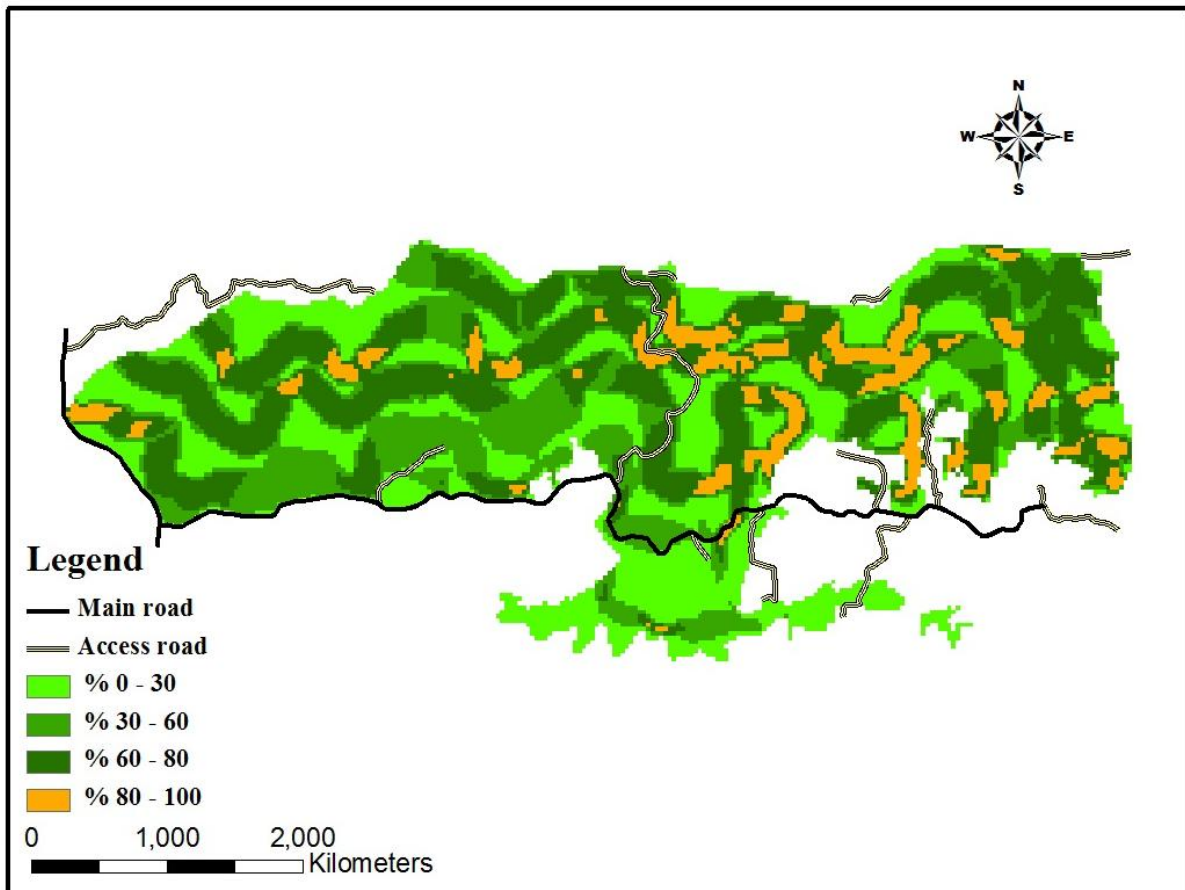 N
W E
S
Legend
Main road
Access road
% 0 - 30
% 30 - 60
% 60 - 80
% 80 - 100
0 1,000 2,000
Kilometers